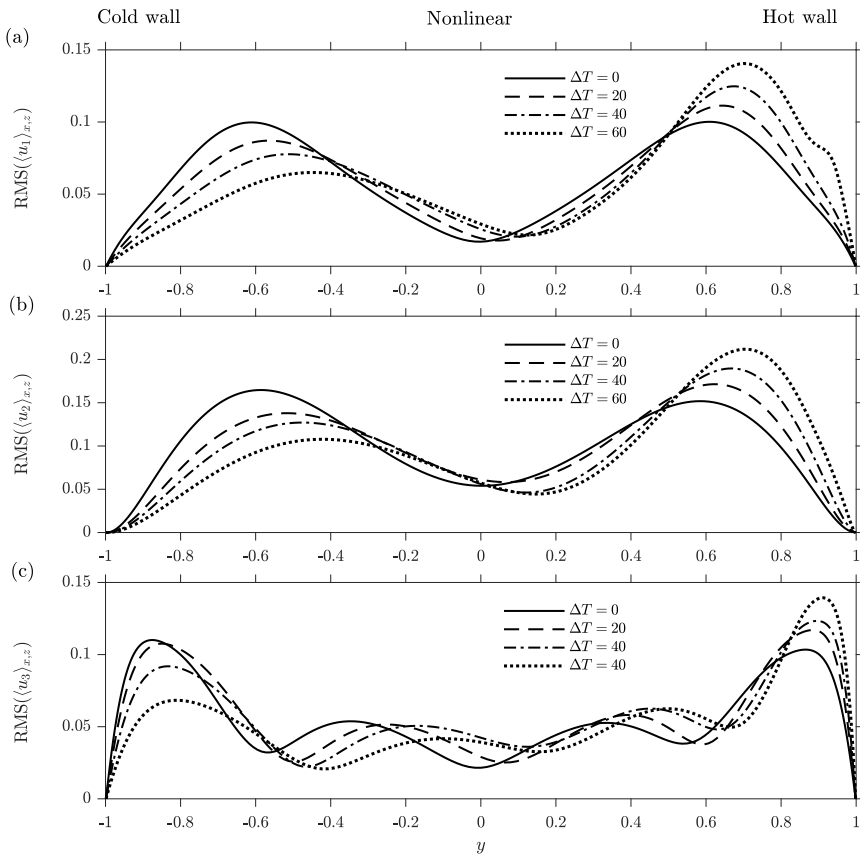 Cold wall Nonlinear Hot wall
(a)
RMS(⟨u₁⟩x,z)
0.15
0.1
0.05
0
ΔT = 0
ΔT = 20
ΔT = 40
ΔT = 60
-1 -0.8 -0.6 -0.4 -0.2 0 0.2 0.4 0.6 0.8 1
(b)
RMS(⟨u₂⟩x,z)
0.25
0.2
0.15
0.1
0.05
0
ΔT = 0
ΔT = 20
ΔT = 40
ΔT = 60
-1 -0.8 -0.6 -0.4 -0.2 0 0.2 0.4 0.6 0.8 1
(c)
RMS(⟨u₃⟩x,z)
0.15
0.1
0.05
0
ΔT = 0
ΔT = 20
ΔT = 40
ΔT = 40
-1 -0.8 -0.6 -0.4 -0.2 0 0.2 0.4 0.6 0.8 1
y